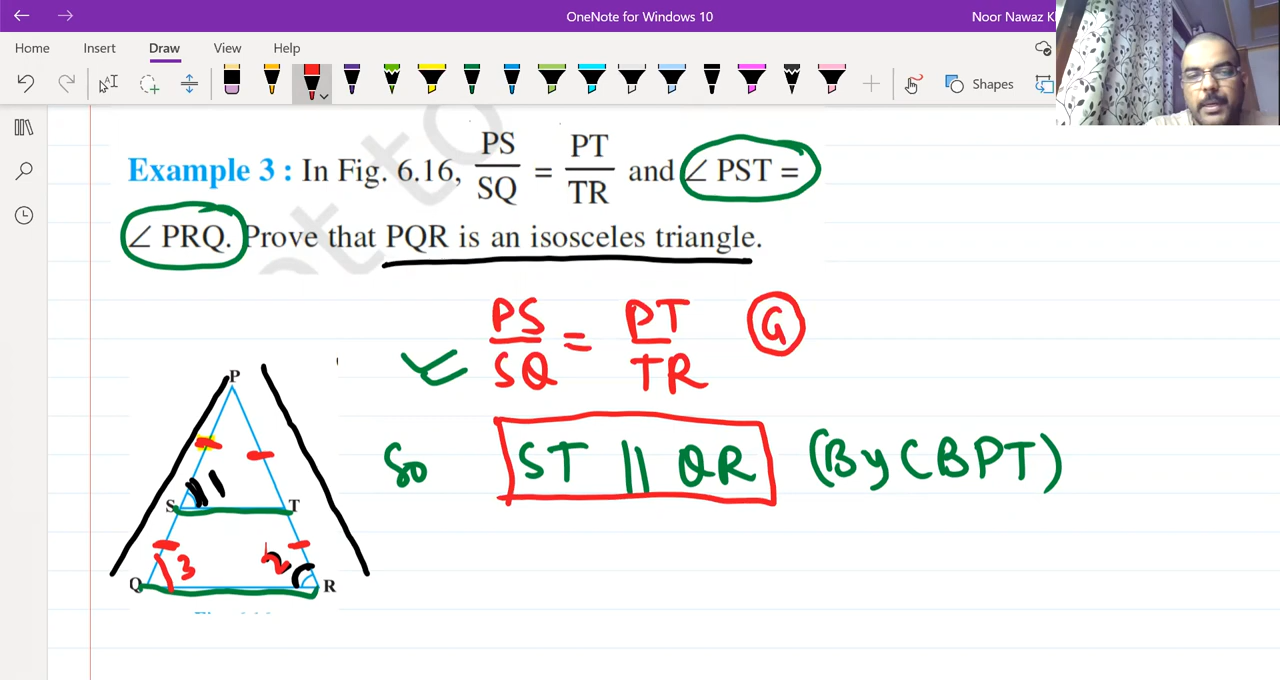 OneNote for Windows 10
Noor Nawaz K
Home Insert Draw View Help
Shapes
Example 3 : In Fig. 6.16, PS/SQ = PT/TR and ∠ PST =
∠ PRQ. Prove that PQR is an isosceles triangle.
PS/SQ = PT/TR G
So ST || QR (By CBPT)
P
1
S T
3 2
Q R